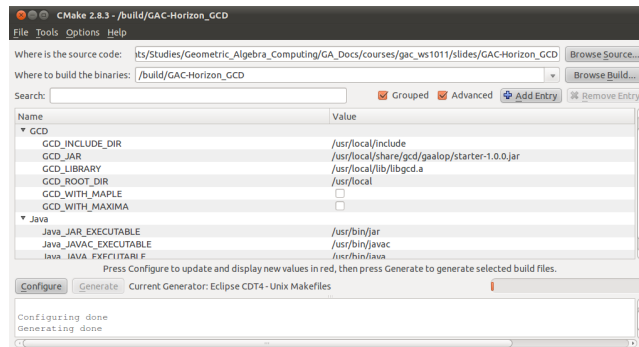 CMake 2.8.3 - /build/GAC-Horizon_GCD
File Tools Options Help
Where is the source code: ts/Studies/Geometric_Algebra_Computing/GA_Docs/courses/gac_ws1011/slides/GAC-Horizon_GCD Browse Source...
Where to build the binaries: /build/GAC-Horizon_GCD Browse Build...
Search: Grouped Advanced Add Entry Remove Entry
Name Value
GCD
GCD_INCLUDE_DIR /usr/local/include
GCD_JAR /usr/local/share/gcd/gaalop/starter-1.0.0.jar
GCD_LIBRARY /usr/local/lib/libgcd.a
GCD_ROOT_DIR /usr/local
GCD_WITH_MAPLE
GCD_WITH_MAXIMA
Java
Java_JAR_EXECUTABLE /usr/bin/jar
Java_JAVAC_EXECUTABLE /usr/bin/javac
Java_JAVA_EXECUTABLE /usr/bin/java
Press Configure to update and display new values in red, then press Generate to generate selected build files.
Configure Generate Current Generator: Eclipse CDT4 - Unix Makefiles
Configuring done
Generating done